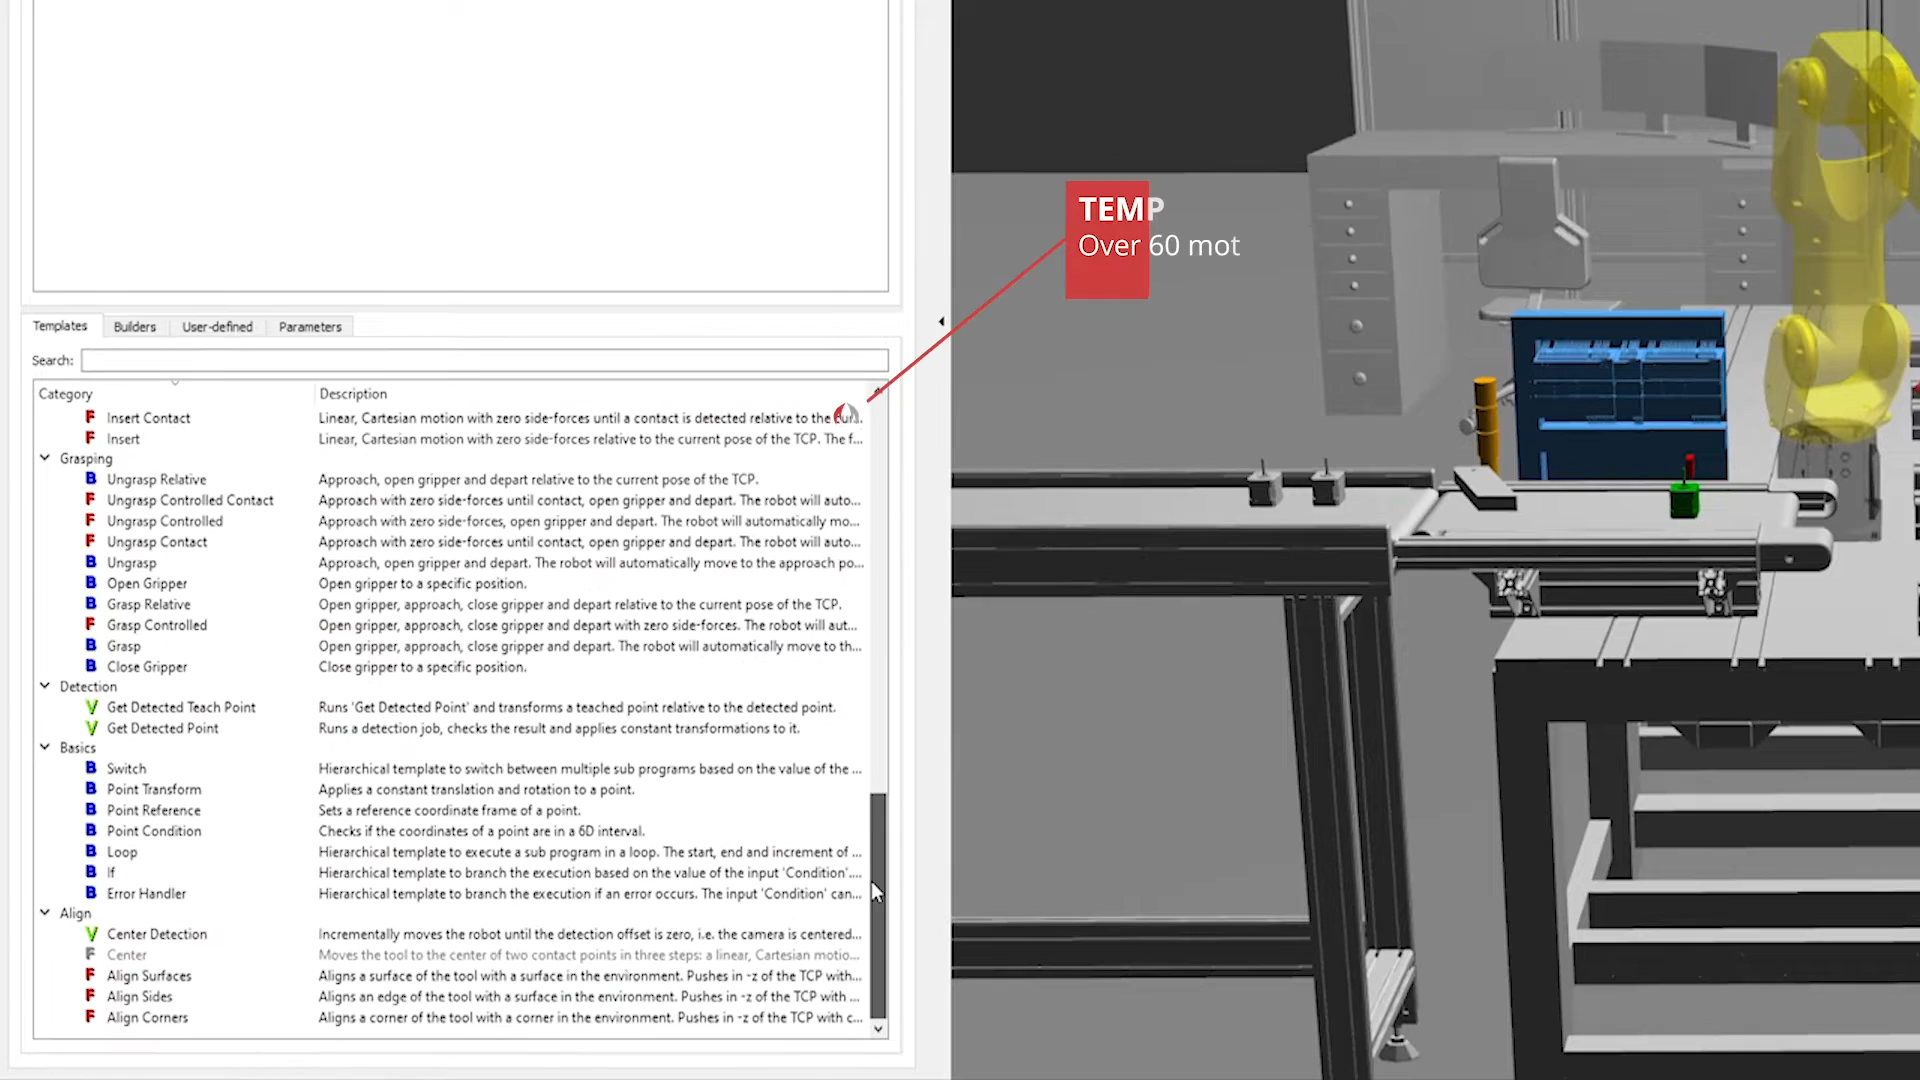 TEMP
Over 60 mot
Templates Builders User-defined Parameters
Search:
Category Description
F Insert Contact Linear, Cartesian motion with zero side-forces until a contact is detected relative to the cur...
F Insert Linear, Cartesian motion with zero side-forces relative to the current pose of the TCP. The f...
Grasping
B Ungrasp Relative Approach, open gripper and depart relative to the current pose of the TCP.
F Ungrasp Controlled Contact Approach with zero side-forces until contact, open gripper and depart. The robot will auto...
F Ungrasp Controlled Approach with zero side-forces, open gripper and depart. The robot will automatically mo...
F Ungrasp Contact Approach with zero side-forces until contact, open gripper and depart. The robot will auto...
B Ungrasp Approach, open gripper and depart. The robot will automatically move to the approach po...
B Open Gripper Open gripper to a specific position.
B Grasp Relative Open gripper, approach, close gripper and depart relative to the current pose of the TCP.
F Grasp Controlled Open gripper, approach, close gripper and depart with zero side-forces. The robot will aut...
B Grasp Open gripper, approach, close gripper and depart. The robot will automatically move to th...
B Close Gripper Close gripper to a specific position.
Detection
V Get Detected Teach Point Runs 'Get Detected Point' and transforms a teached point relative to the detected point.
V Get Detected Point Runs a detection job, checks the result and applies constant transformations to it.
Basics
B Switch Hierarchical template to switch between multiple sub programs based on the value of the ...
B Point Transform Applies a constant translation and rotation to a point.
B Point Reference Sets a reference coordinate frame of a point.
B Point Condition Checks if the coordinates of a point are in a 6D interval.
B Loop Hierarchical template to execute a sub program in a loop. The start, end and increment of ...
B If Hierarchical template to branch the execution based on the value of the input 'Condition'....
B Error Handler Hierarchical template to branch the execution if an error occurs. The input 'Condition' can...
Align
V Center Detection Incrementally moves the robot until the detection offset is zero, i.e. the camera is centered...
F Center Moves the tool to the center of two contact points in three steps: a linear, Cartesian motio...
F Align Surfaces Aligns a surface of the tool with a surface in the environment. Pushes in -z of the TCP with...
F Align Sides Aligns an edge of the tool with a surface in the environment. Pushes in -z of the TCP with ...
F Align Corners Aligns a corner of the tool with a corner in the environment. Pushes in -z of the TCP with c...